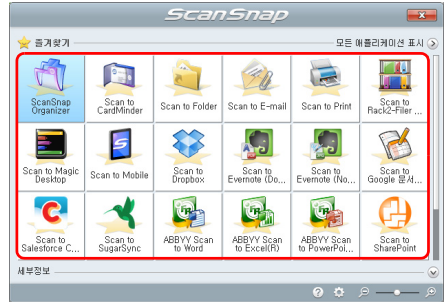 ScanSnap
즐겨찾기
모든 애플리케이션 표시
ScanSnap Organizer
Scan to CardMinder
Scan to Folder
Scan to E-mail
Scan to Print
Scan to Rack2-Filer ...
Scan to Magic Desktop
Scan to Mobile
Scan to Dropbox
Scan to Evernote (Do...
Scan to Evernote (No...
Scan to Google 문서...
Scan to Salesforce C...
Scan to SugarSync
ABBYY Scan to Word
ABBYY Scan to Excel(R)
ABBYY Scan to PowerPoi...
Scan to SharePoint
세부정보